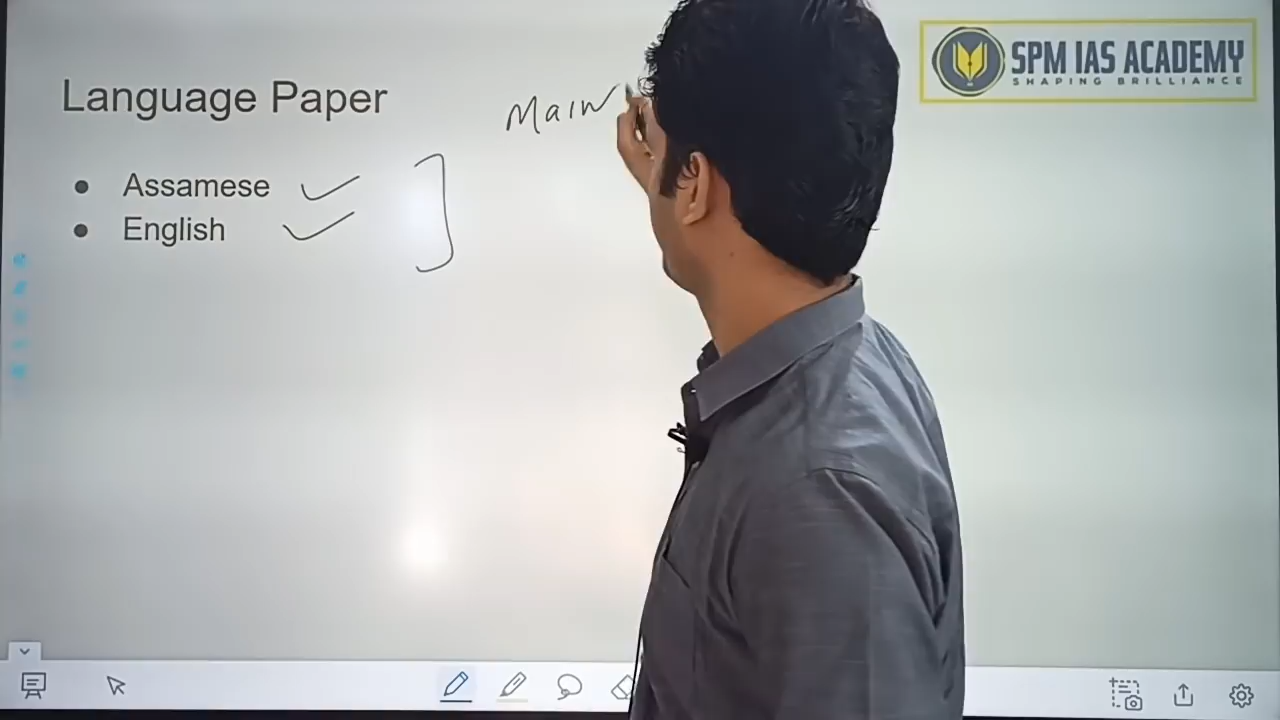 SPM IAS ACADEMY
SHAPING BRILLIANCE
Language Paper
Main
• Assamese
• English